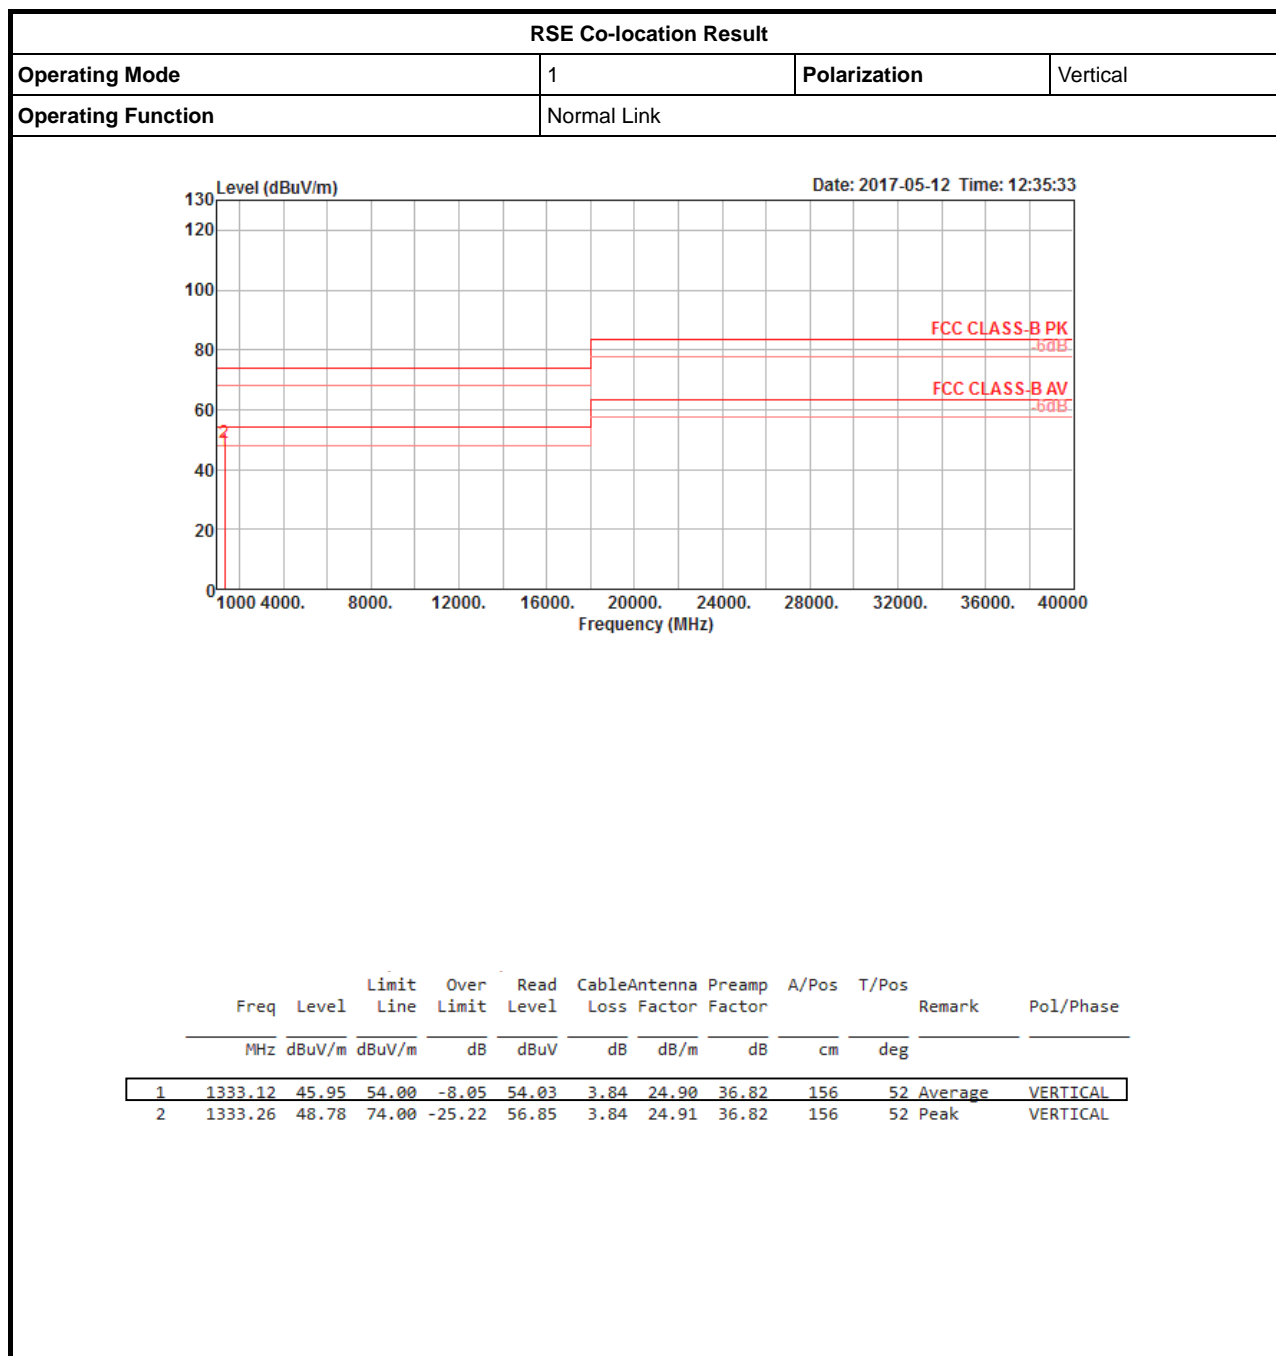 RSE Co-location Result
Operating Mode 1 Polarization Vertical
Operating Function Normal Link
Level (dBuV/m) Date: 2017-05-12 Time: 12:35:33
130
120
100
80
60
40
20
0
FCC CLASS-B PK
-6dB
FCC CLASS-B AV
-6dB
2
1000 4000. 8000. 12000. 16000. 20000. 24000. 28000. 32000. 36000. 40000
Frequency (MHz)
Limit Over Read CableAntenna Preamp A/Pos T/Pos
Freq Level Line Limit Level Loss Factor Factor Remark Pol/Phase
MHz dBuV/m dBuV/m dB dBuV dB dB/m dB cm deg
1 1333.12 45.95 54.00 -8.05 54.03 3.84 24.90 36.82 156 52 Average VERTICAL
2 1333.26 48.78 74.00 -25.22 56.85 3.84 24.91 36.82 156 52 Peak VERTICAL